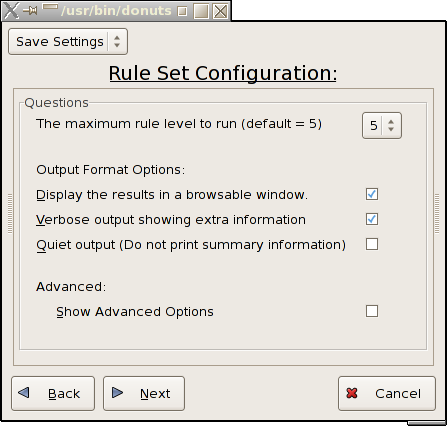 /usr/bin/donuts
Save Settings
Rule Set Configuration:
Questions
The maximum rule level to run (default = 5) 5
Output Format Options:
Display the results in a browsable window.
Verbose output showing extra information
Quiet output (Do not print summary information)
Advanced:
Show Advanced Options
Back Next Cancel